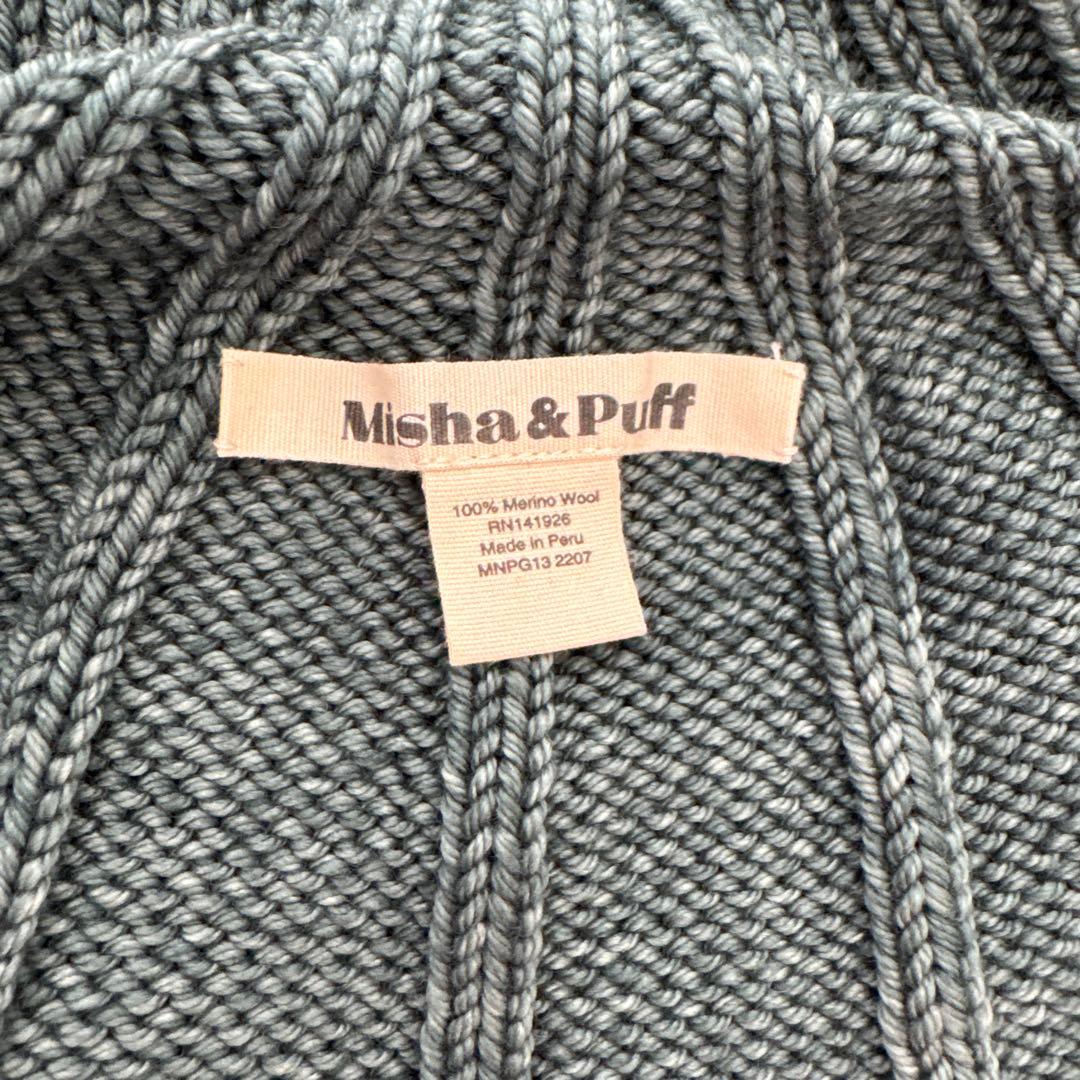 Misha & Puff
100% Merino Wool
RN141926
Made in Peru
MNPG13 2207